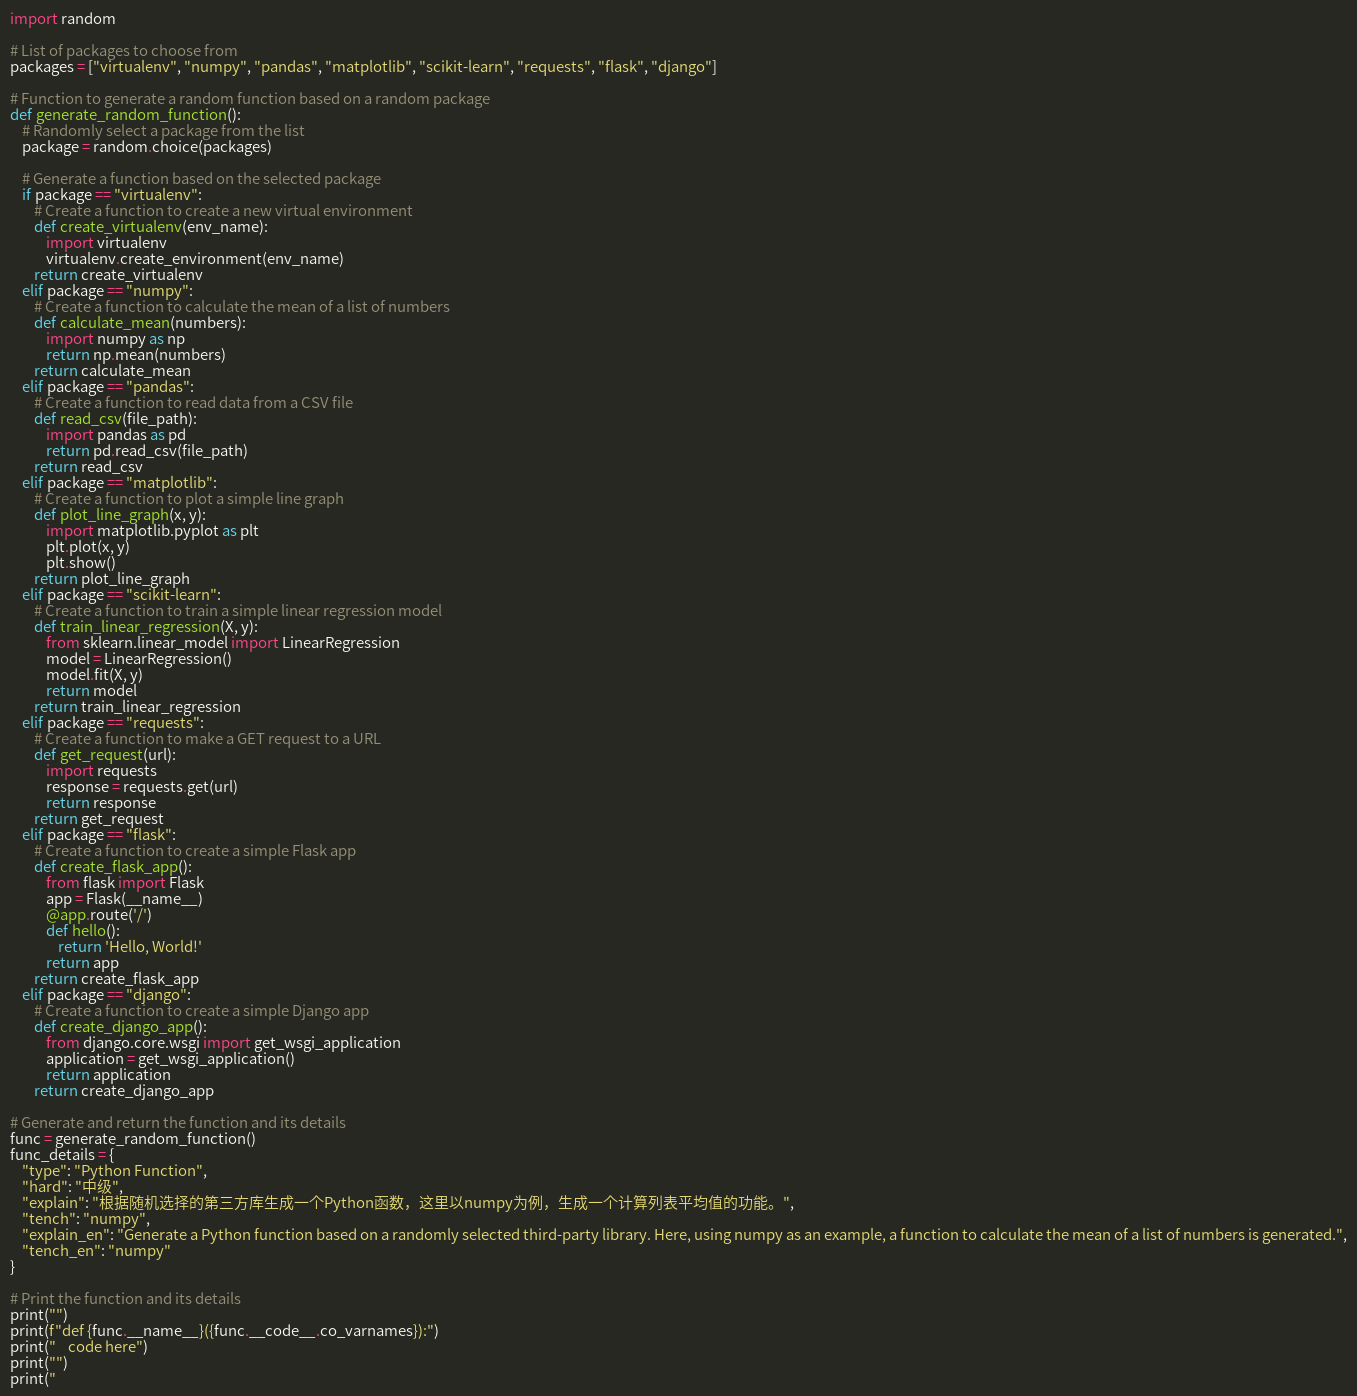 import random

# List of packages to choose from
packages = ["virtualenv", "numpy", "pandas", "matplotlib", "scikit-learn", "requests", "flask", "django"]

# Function to generate a random function based on a random package
def generate_random_function():
    # Randomly select a package from the list
    package = random.choice(packages)

    # Generate a function based on the selected package
    if package == "virtualenv":
        # Create a function to create a new virtual environment
        def create_virtualenv(env_name):
            import virtualenv
            virtualenv.create_environment(env_name)
        return create_virtualenv
    elif package == "numpy":
        # Create a function to calculate the mean of a list of numbers
        def calculate_mean(numbers):
            import numpy as np
            return np.mean(numbers)
        return calculate_mean
    elif package == "pandas":
        # Create a function to read data from a CSV file
        def read_csv(file_path):
            import pandas as pd
            return pd.read_csv(file_path)
        return read_csv
    elif package == "matplotlib":
        # Create a function to plot a simple line graph
        def plot_line_graph(x, y):
            import matplotlib.pyplot as plt
            plt.plot(x, y)
            plt.show()
        return plot_line_graph
    elif package == "scikit-learn":
        # Create a function to train a simple linear regression model
        def train_linear_regression(X, y):
            from sklearn.linear_model import LinearRegression
            model = LinearRegression()
            model.fit(X, y)
            return model
        return train_linear_regression
    elif package == "requests":
        # Create a function to make a GET request to a URL
        def get_request(url):
            import requests
            response = requests.get(url)
            return response
        return get_request
    elif package == "flask":
        # Create a function to create a simple Flask app
        def create_flask_app():
            from flask import Flask
            app = Flask(__name__)
            @app.route('/')
            def hello():
                return 'Hello, World!'
            return app
        return create_flask_app
    elif package == "django":
        # Create a function to create a simple Django app
        def create_django_app():
            from django.core.wsgi import get_wsgi_application
            application = get_wsgi_application()
            return application
        return create_django_app

# Generate and return the function and its details
func = generate_random_function()
func_details = {
    "type": "Python Function",
    "hard": "中级",
    "explain": "根据随机选择的第三方库生成一个Python函数，这里以numpy为例，生成一个计算列表平均值的功能。",
    "tench": "numpy",
    "explain_en": "Generate a Python function based on a randomly selected third-party library. Here, using numpy as an example, a function to calculate the mean of a list of numbers is generated.",
    "tench_en": "numpy"
}

# Print the function and its details
print("")
print(f"def {func.__name__}({func.__code__.co_varnames}):")
print("    code here")
print("")
print("